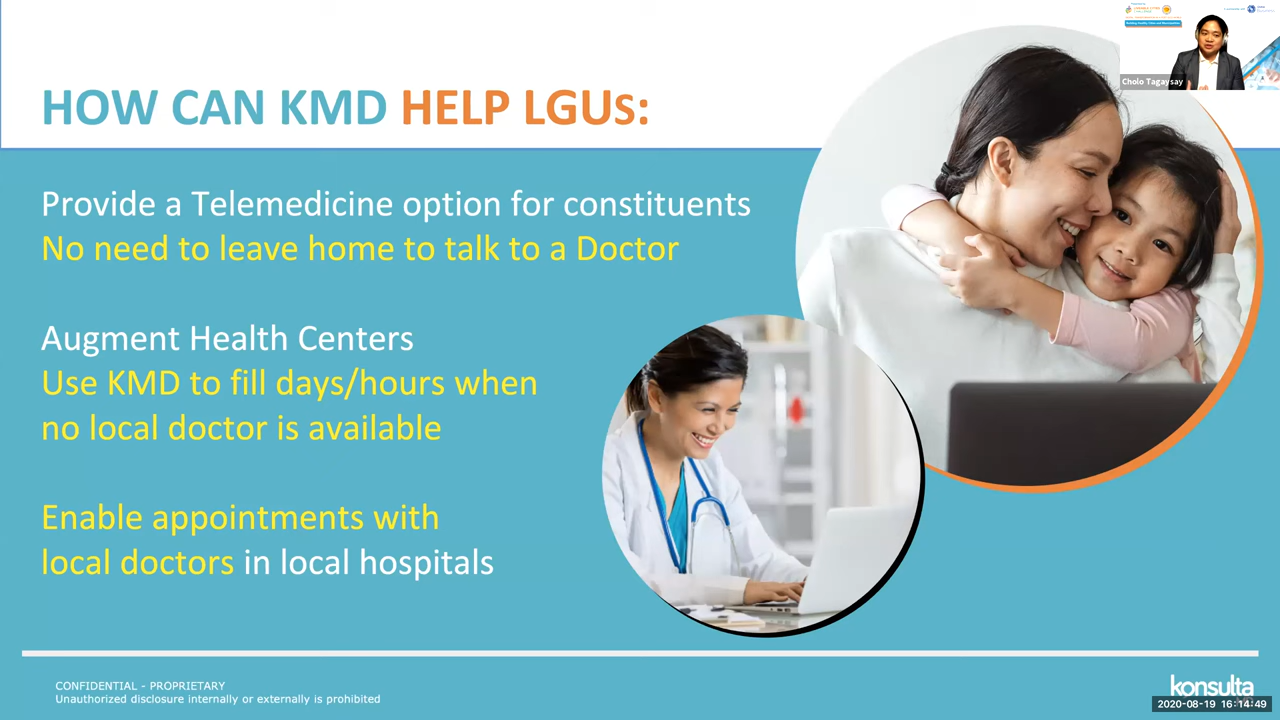 HOW CAN KMD HELP LGUs:
Cholo Tagaysay
Provide a Telemedicine option for constituents
No need to leave home to talk to a Doctor
Augment Health Centers
Use KMD to fill days/hours when
no local doctor is available
Enable appointments with
local doctors in local hospitals
CONFIDENTIAL - PROPRIETARY
Unauthorized disclosure internally or externally is prohibited
konsulta
2020-08-19 16:14:49